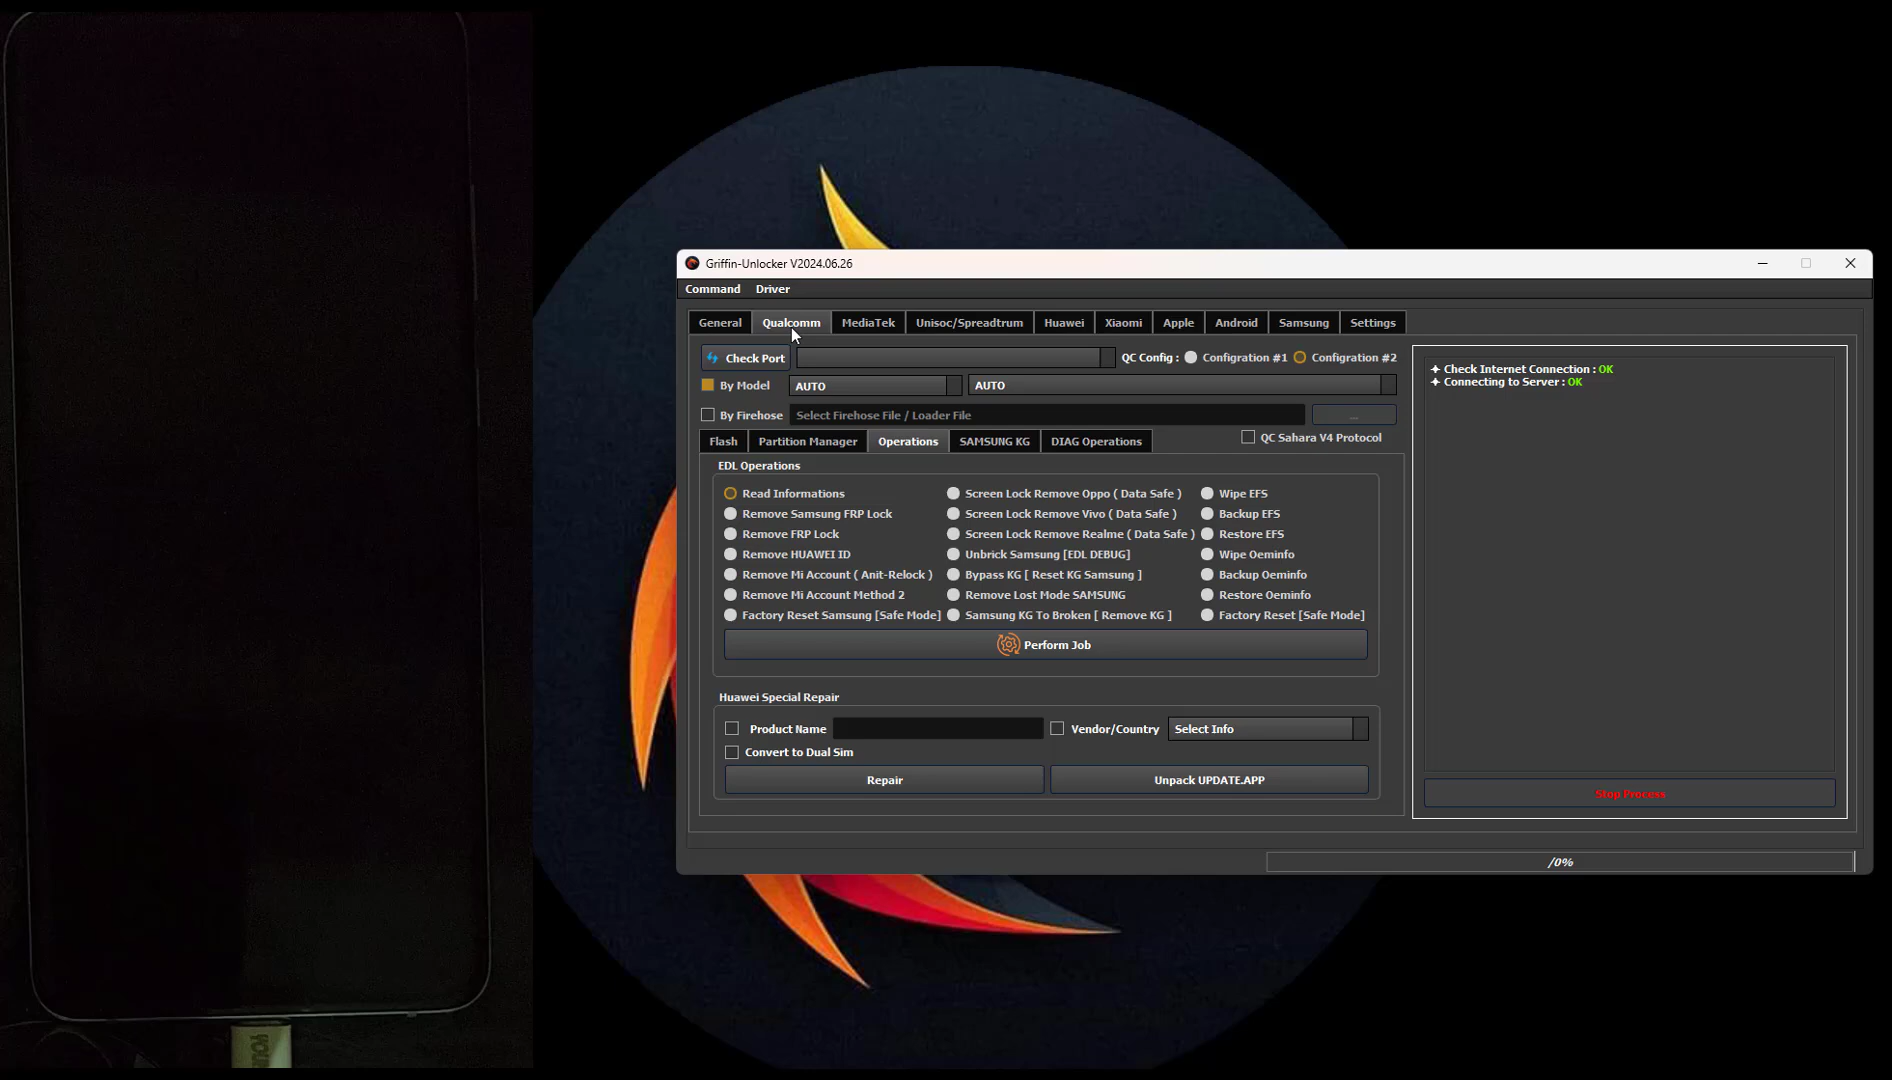 Griffin-Unlocker V2024.06.26
Command Driver
General Qualcomm MediaTek Unisoc/Spreadtrum Huawei Xiaomi Apple Android Samsung Settings
Check Port QC Config : Configration #1 Configration #2
By Model AUTO AUTO
By Firehose Select Firehose File / Loader File ...
Flash Partition Manager Operations SAMSUNG KG DIAG Operations QC Sahara V4 Protocol
EDL Operations
Read Informations Screen Lock Remove Oppo ( Data Safe ) Wipe EFS
Remove Samsung FRP Lock Screen Lock Remove Vivo ( Data Safe ) Backup EFS
Remove FRP Lock Screen Lock Remove Realme ( Data Safe ) Restore EFS
Remove HUAWEI ID Unbrick Samsung [EDL DEBUG] Wipe Oeminfo
Remove Mi Account ( Anit-Relock ) Bypass KG [ Reset KG Samsung ] Backup Oeminfo
Remove Mi Account Method 2 Remove Lost Mode SAMSUNG Restore Oeminfo
Factory Reset Samsung [Safe Mode] Samsung KG To Broken [ Remove KG ] Factory Reset [Safe Mode]
Perform Job
Huawei Special Repair
Product Name Vendor/Country Select Info
Convert to Dual Sim
Repair Unpack UPDATE.APP
Check Internet Connection : OK
Connecting to Server : OK
Stop Process
/0%